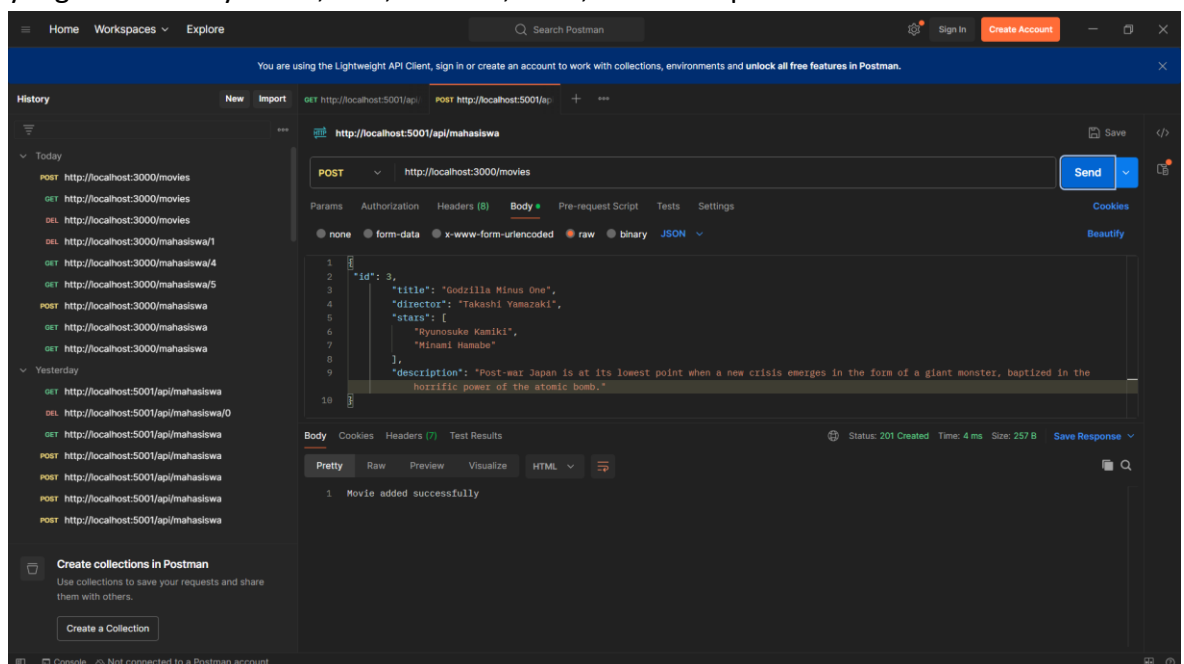 Home Workspaces Explore Search Postman Sign In Create Account
You are using the Lightweight API Client, sign in or create an account to work with collections, environments and unlock all free features in Postman.
History New Import GET http://localhost:5001/api/ POST http://localhost:5001/ap
HTTP http://localhost:5001/api/mahasiswa Save
Today
POST http://localhost:3000/movies
GET http://localhost:3000/movies
DEL http://localhost:3000/movies
DEL http://localhost:3000/mahasiswa/1
GET http://localhost:3000/mahasiswa/4
GET http://localhost:3000/mahasiswa/5
POST http://localhost:3000/mahasiswa
GET http://localhost:3000/mahasiswa
GET http://localhost:3000/mahasiswa
Yesterday
GET http://localhost:5001/api/mahasiswa
DEL http://localhost:5001/api/mahasiswa/0
GET http://localhost:5001/api/mahasiswa
POST http://localhost:5001/api/mahasiswa
POST http://localhost:5001/api/mahasiswa
POST http://localhost:5001/api/mahasiswa
POST http://localhost:5001/api/mahasiswa
Create collections in Postman
Use collections to save your requests and share
them with others.
Create a Collection
POST http://localhost:3000/movies Send
Params Authorization Headers (8) Body Pre-request Script Tests Settings Cookies
none form-data x-www-form-urlencoded raw binary JSON Beautify
1 {
2 "id": 3,
3 "title": "Godzilla Minus One",
4 "director": "Takashi Yamazaki",
5 "stars": [
6 "Ryunosuke Kamiki",
7 "Minami Hamabe"
8 ],
9 "description": "Post-war Japan is at its lowest point when a new crisis emerges in the form of a giant monster, baptized in the
horrific power of the atomic bomb."
10 }
Body Cookies Headers (7) Test Results Status: 201 Created Time: 4 ms Size: 257 B Save Response
Pretty Raw Preview Visualize HTML
1 Movie added successfully
Console Not connected to a Postman account